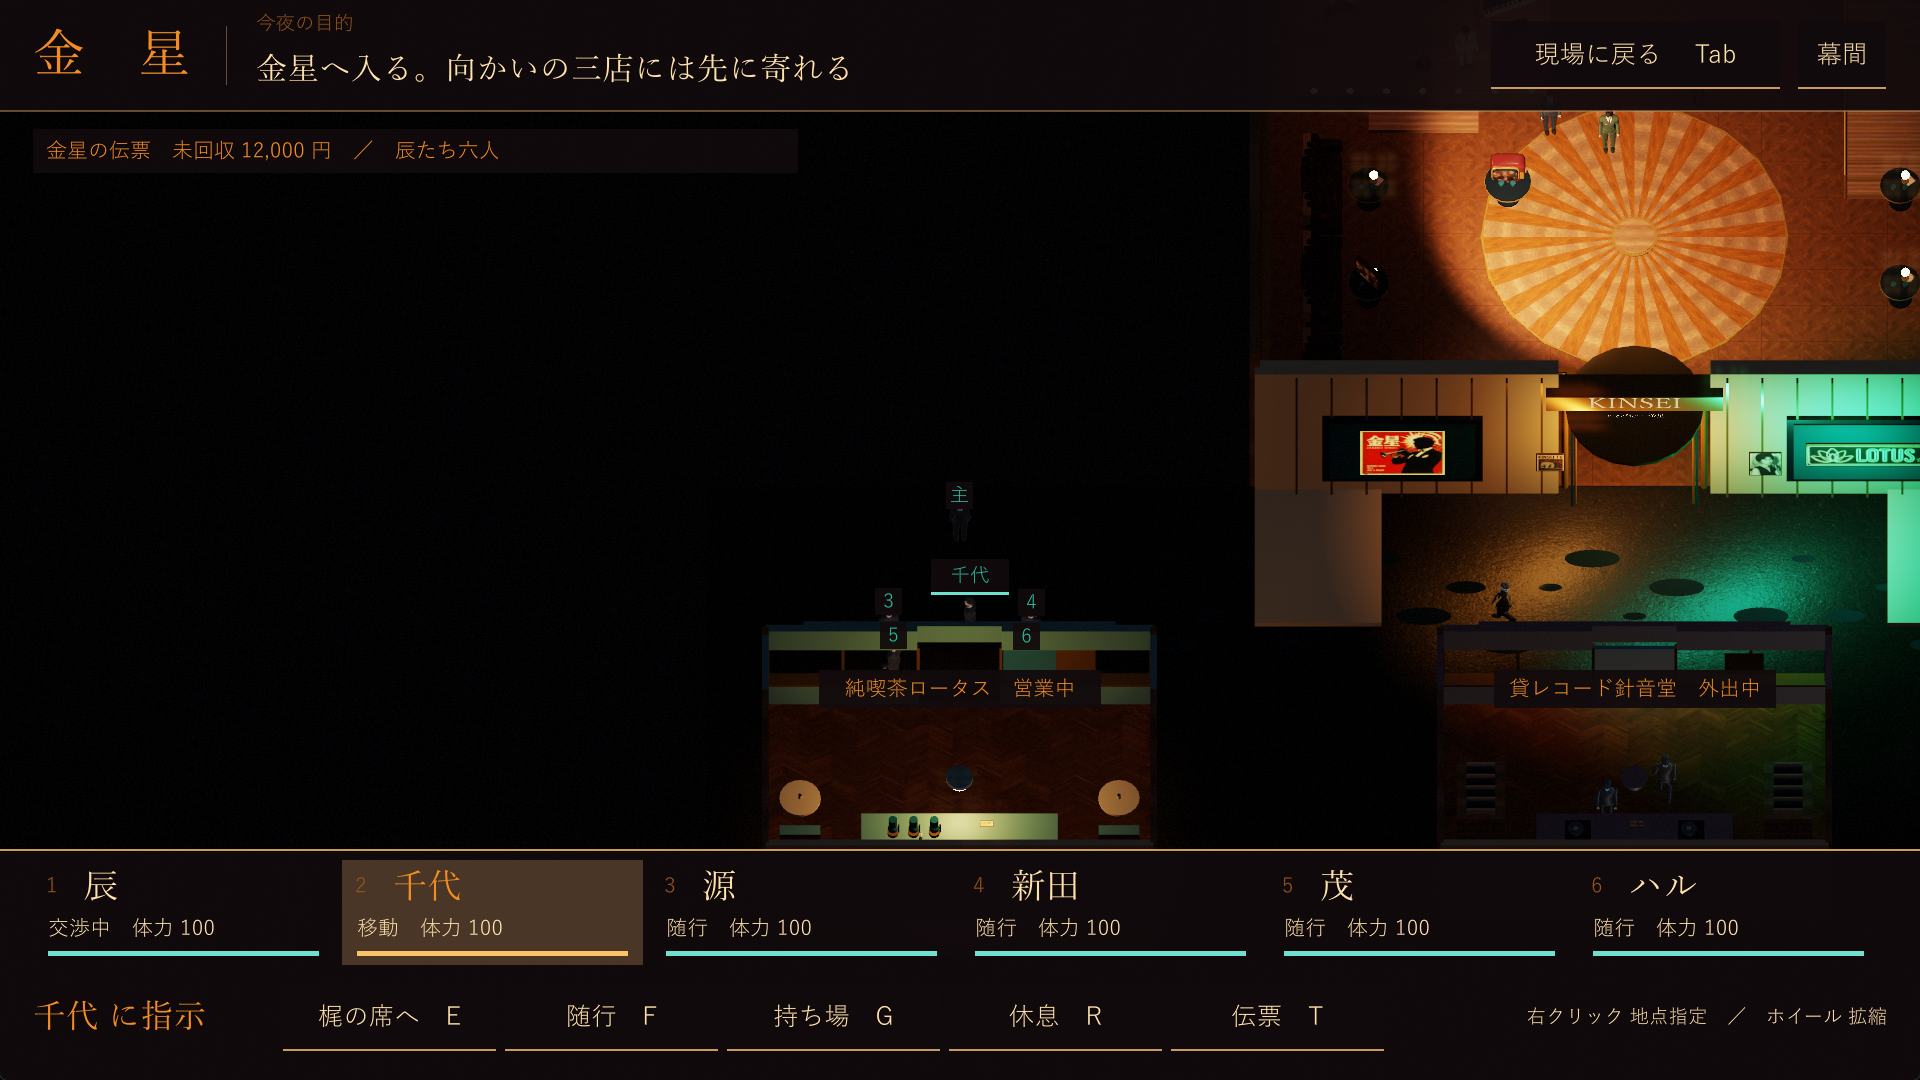 金星
今夜の目的
金星へ入る。向かいの三店には先に寄れる
現場に戻る Tab
幕間
金星の伝票 未回収 12,000 円 ／ 辰たち六人
KINSEI
金星
LOTUS
主
千代
3
4
5
6
純喫茶ロータス 営業中
貸レコード針音堂 外出中
1 辰
交渉中 体力 100
2 千代
移動 体力 100
3 源
随行 体力 100
4 新田
随行 体力 100
5 茂
随行 体力 100
6 ハル
随行 体力 100
千代 に指示
梶の席へ E
随行 F
持ち場 G
休息 R
伝票 T
右クリック 地点指定 ／ ホイール 拡縮